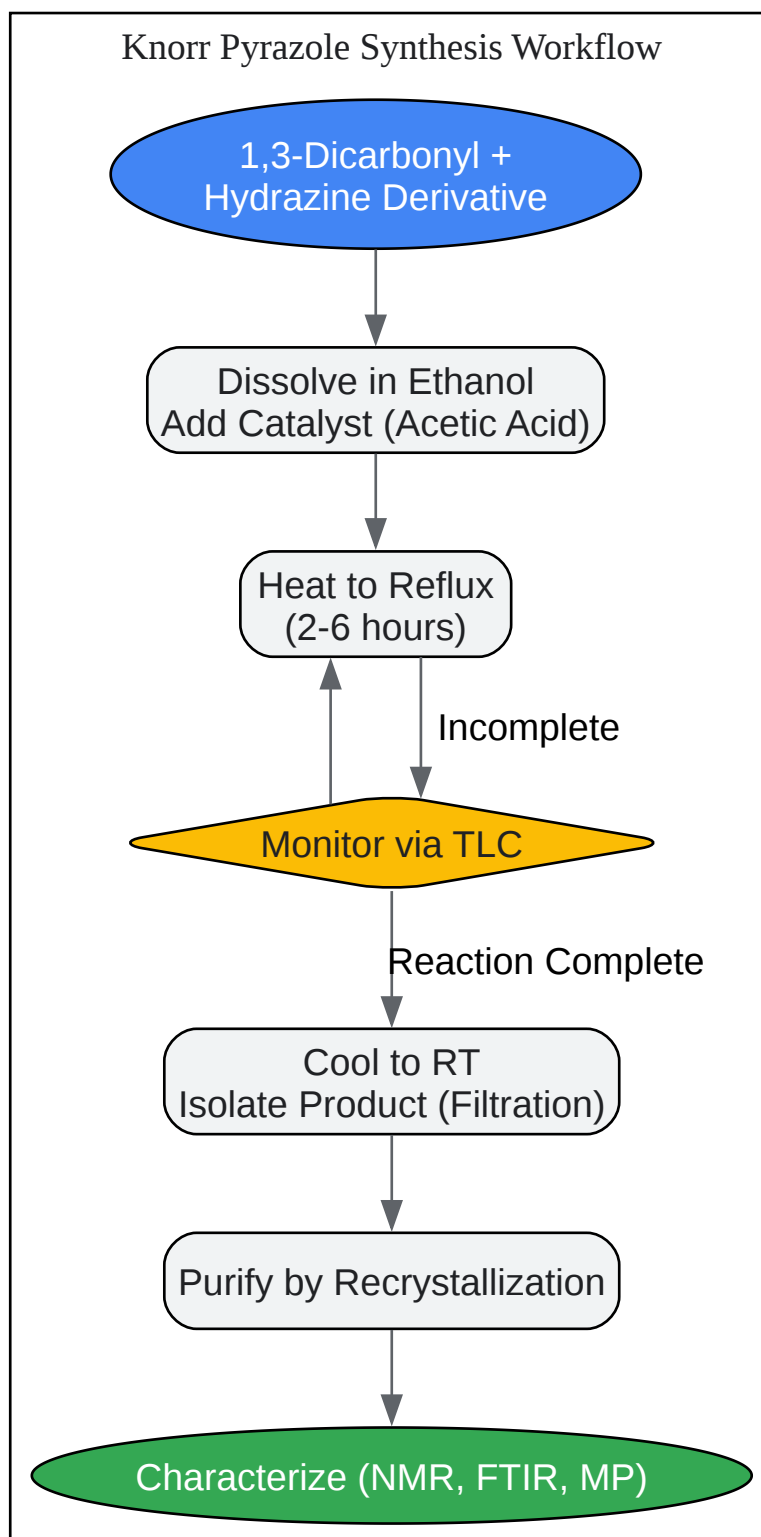 Knorr Pyrazole Synthesis Workflow
1,3-Dicarbonyl +
Hydrazine Derivative
Dissolve in Ethanol
Add Catalyst (Acetic Acid)
Heat to Reflux
(2-6 hours)
Incomplete
Monitor via TLC
Reaction Complete
Cool to RT
Isolate Product (Filtration)
Purify by Recrystallization
Characterize (NMR, FTIR, MP)